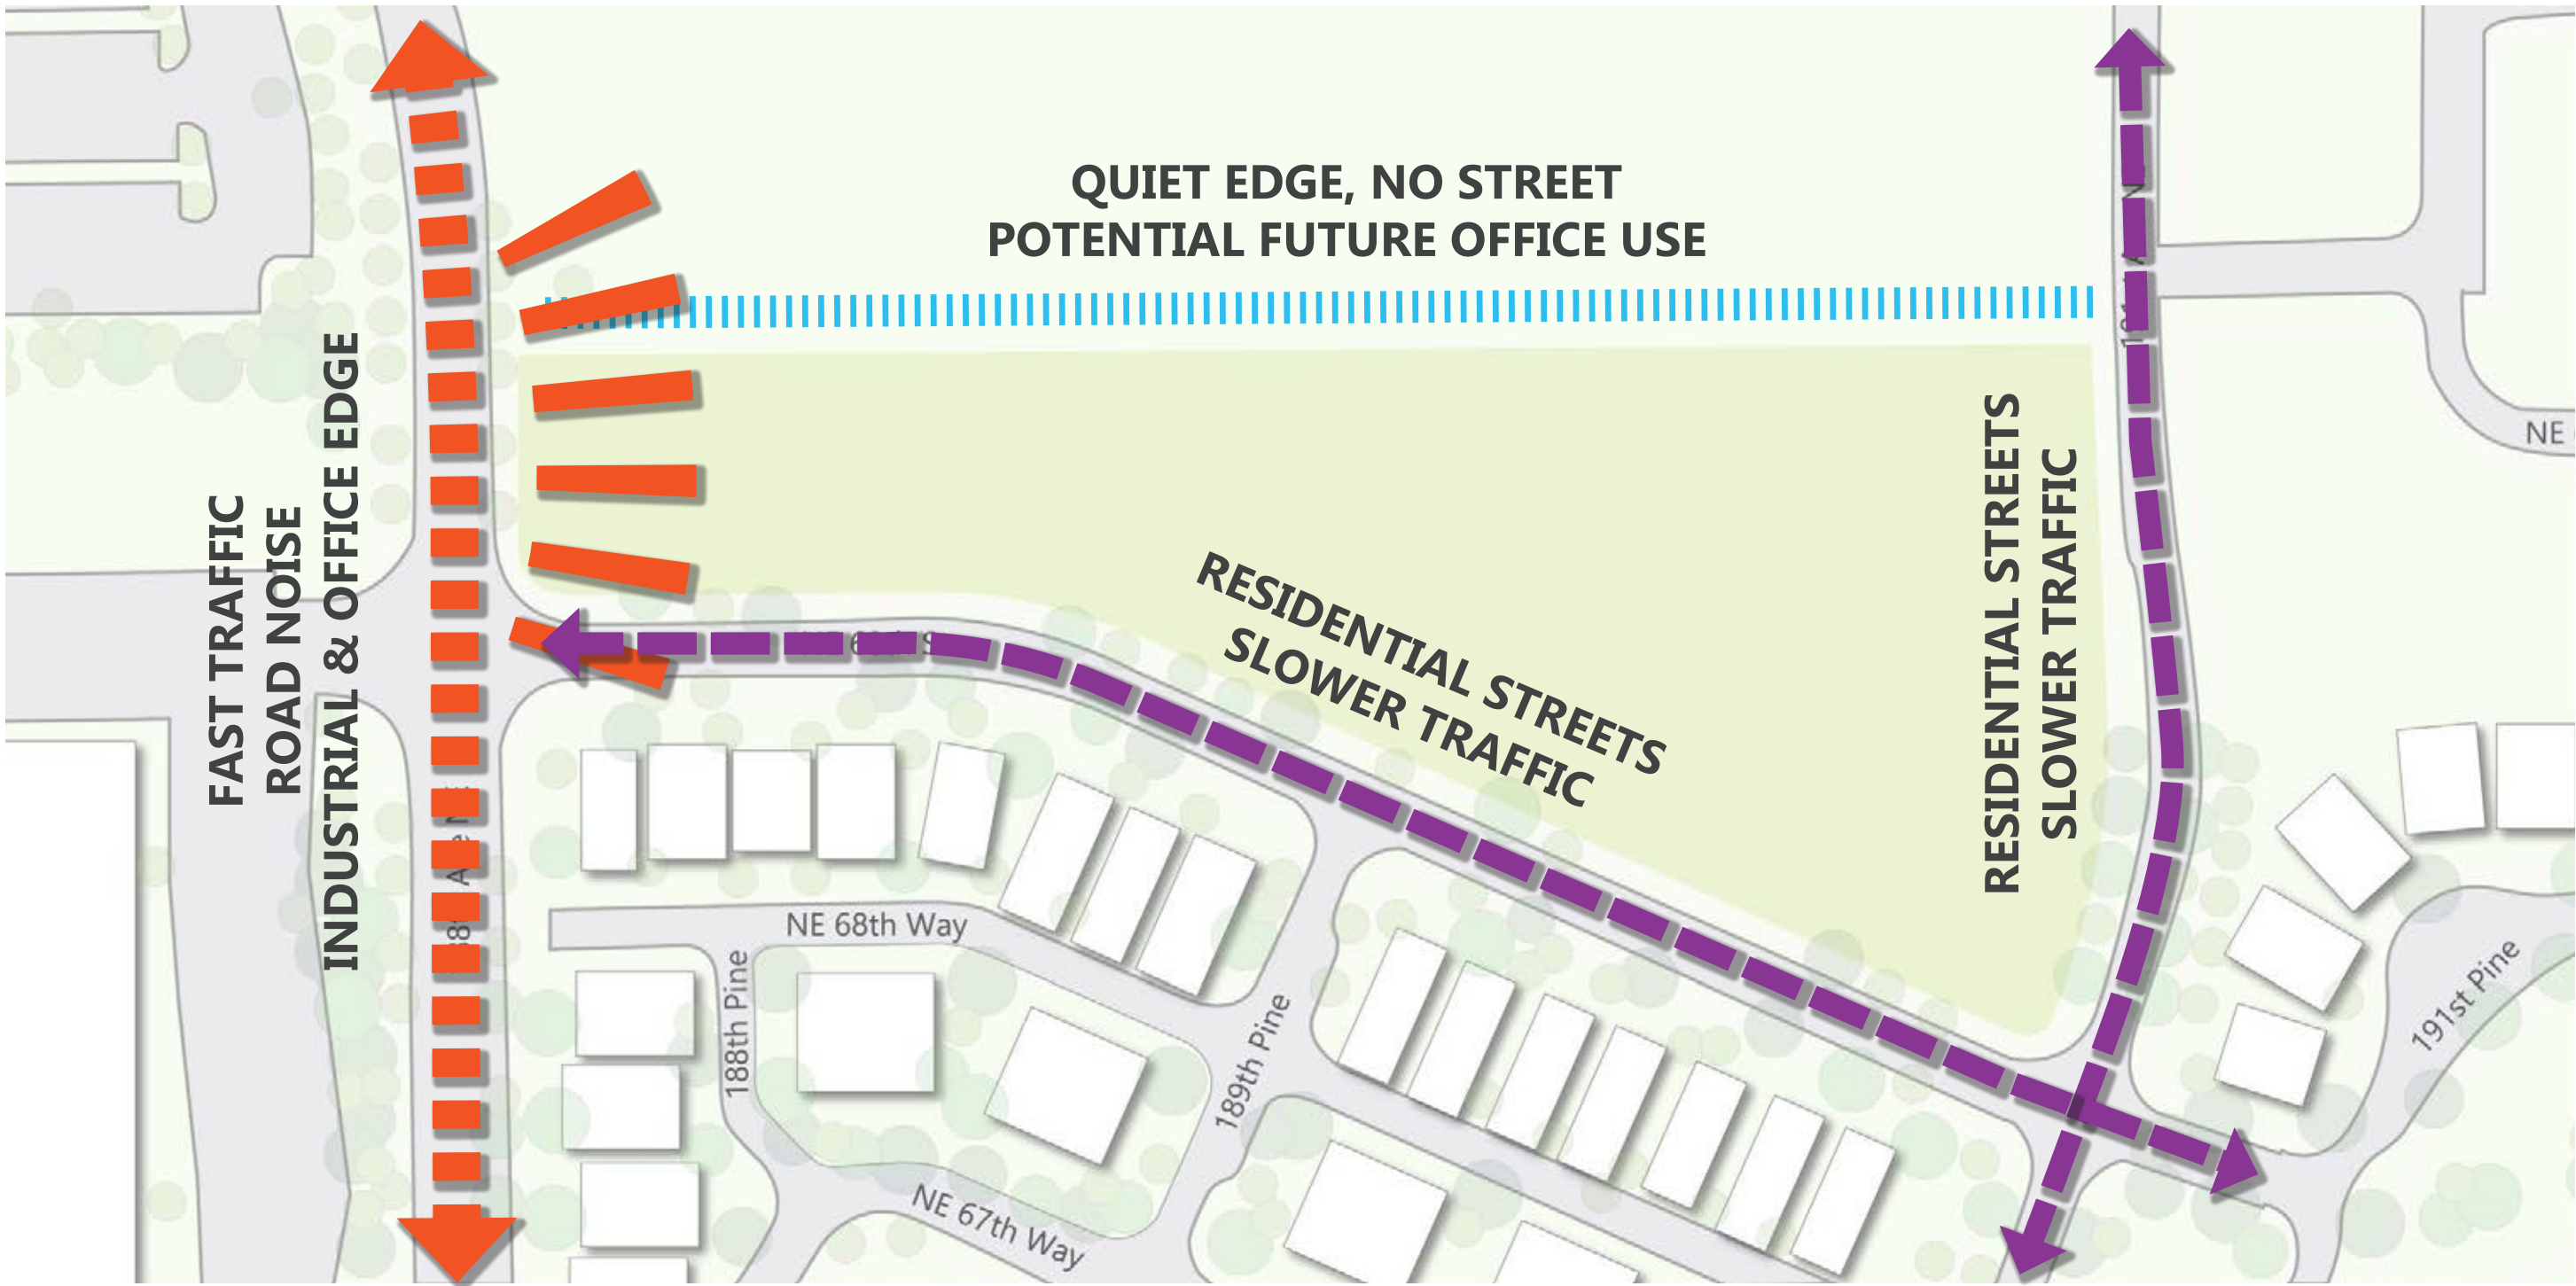 QUIET EDGE, NO STREET
POTENTIAL FUTURE OFFICE USE
FAST TRAFFIC
ROAD NOISE
INDUSTRIAL & OFFICE EDGE
RESIDENTIAL STREETS
SLOWER TRAFFIC
RESIDENTIAL STREETS
SLOWER TRAFFIC
NE
NE 68th Way
188th Pine
189th Pine
NE 67th Way
191st Pine